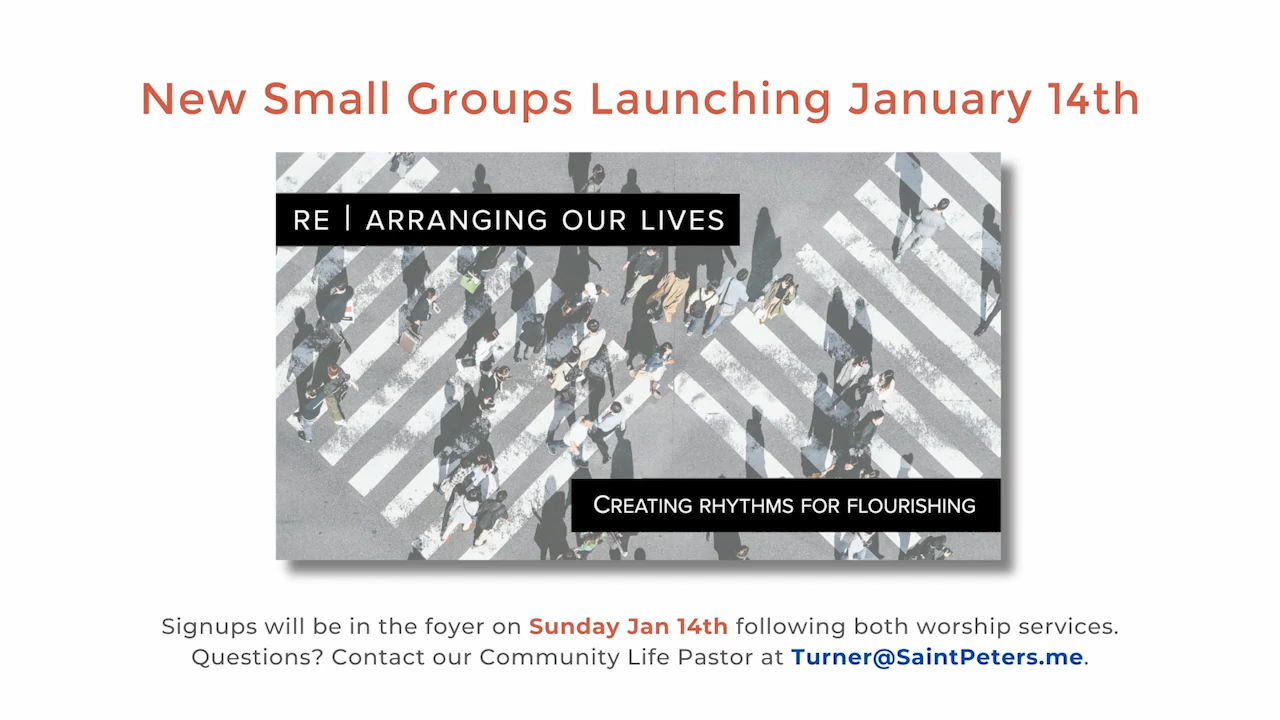 New Small Groups Launching January 14th
RE | ARRANGING OUR LIVES
CREATING RHYTHMS FOR FLOURISHING
Signups will be in the foyer on Sunday Jan 14th following both worship services.
Questions? Contact our Community Life Pastor at Turner@SaintPeters.me.